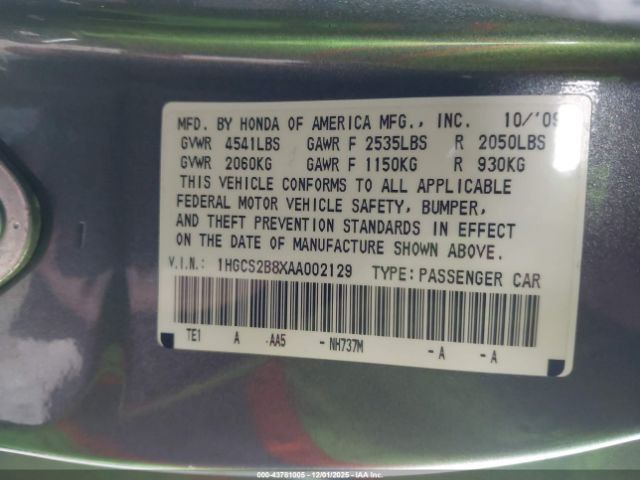 MFD. BY HONDA OF AMERICA MFG., INC. 10/'09
GVWR 4541LBS GAWR F 2535LBS R 2050LBS
GVWR 2060KG GAWR F 1150KG R 930KG
THIS VEHICLE CONFORMS TO ALL APPLICABLE
FEDERAL MOTOR VEHICLE SAFETY, BUMPER,
AND THEFT PREVENTION STANDARDS IN EFFECT
ON THE DATE OF MANUFACTURE SHOWN ABOVE.
V.I.N.: 1HGCS2B8XAA002129 TYPE:PASSENGER CAR
TE1 A AA5 - NH737M - A - A
000-43781005 - 12/01/2025 - IAA Inc.